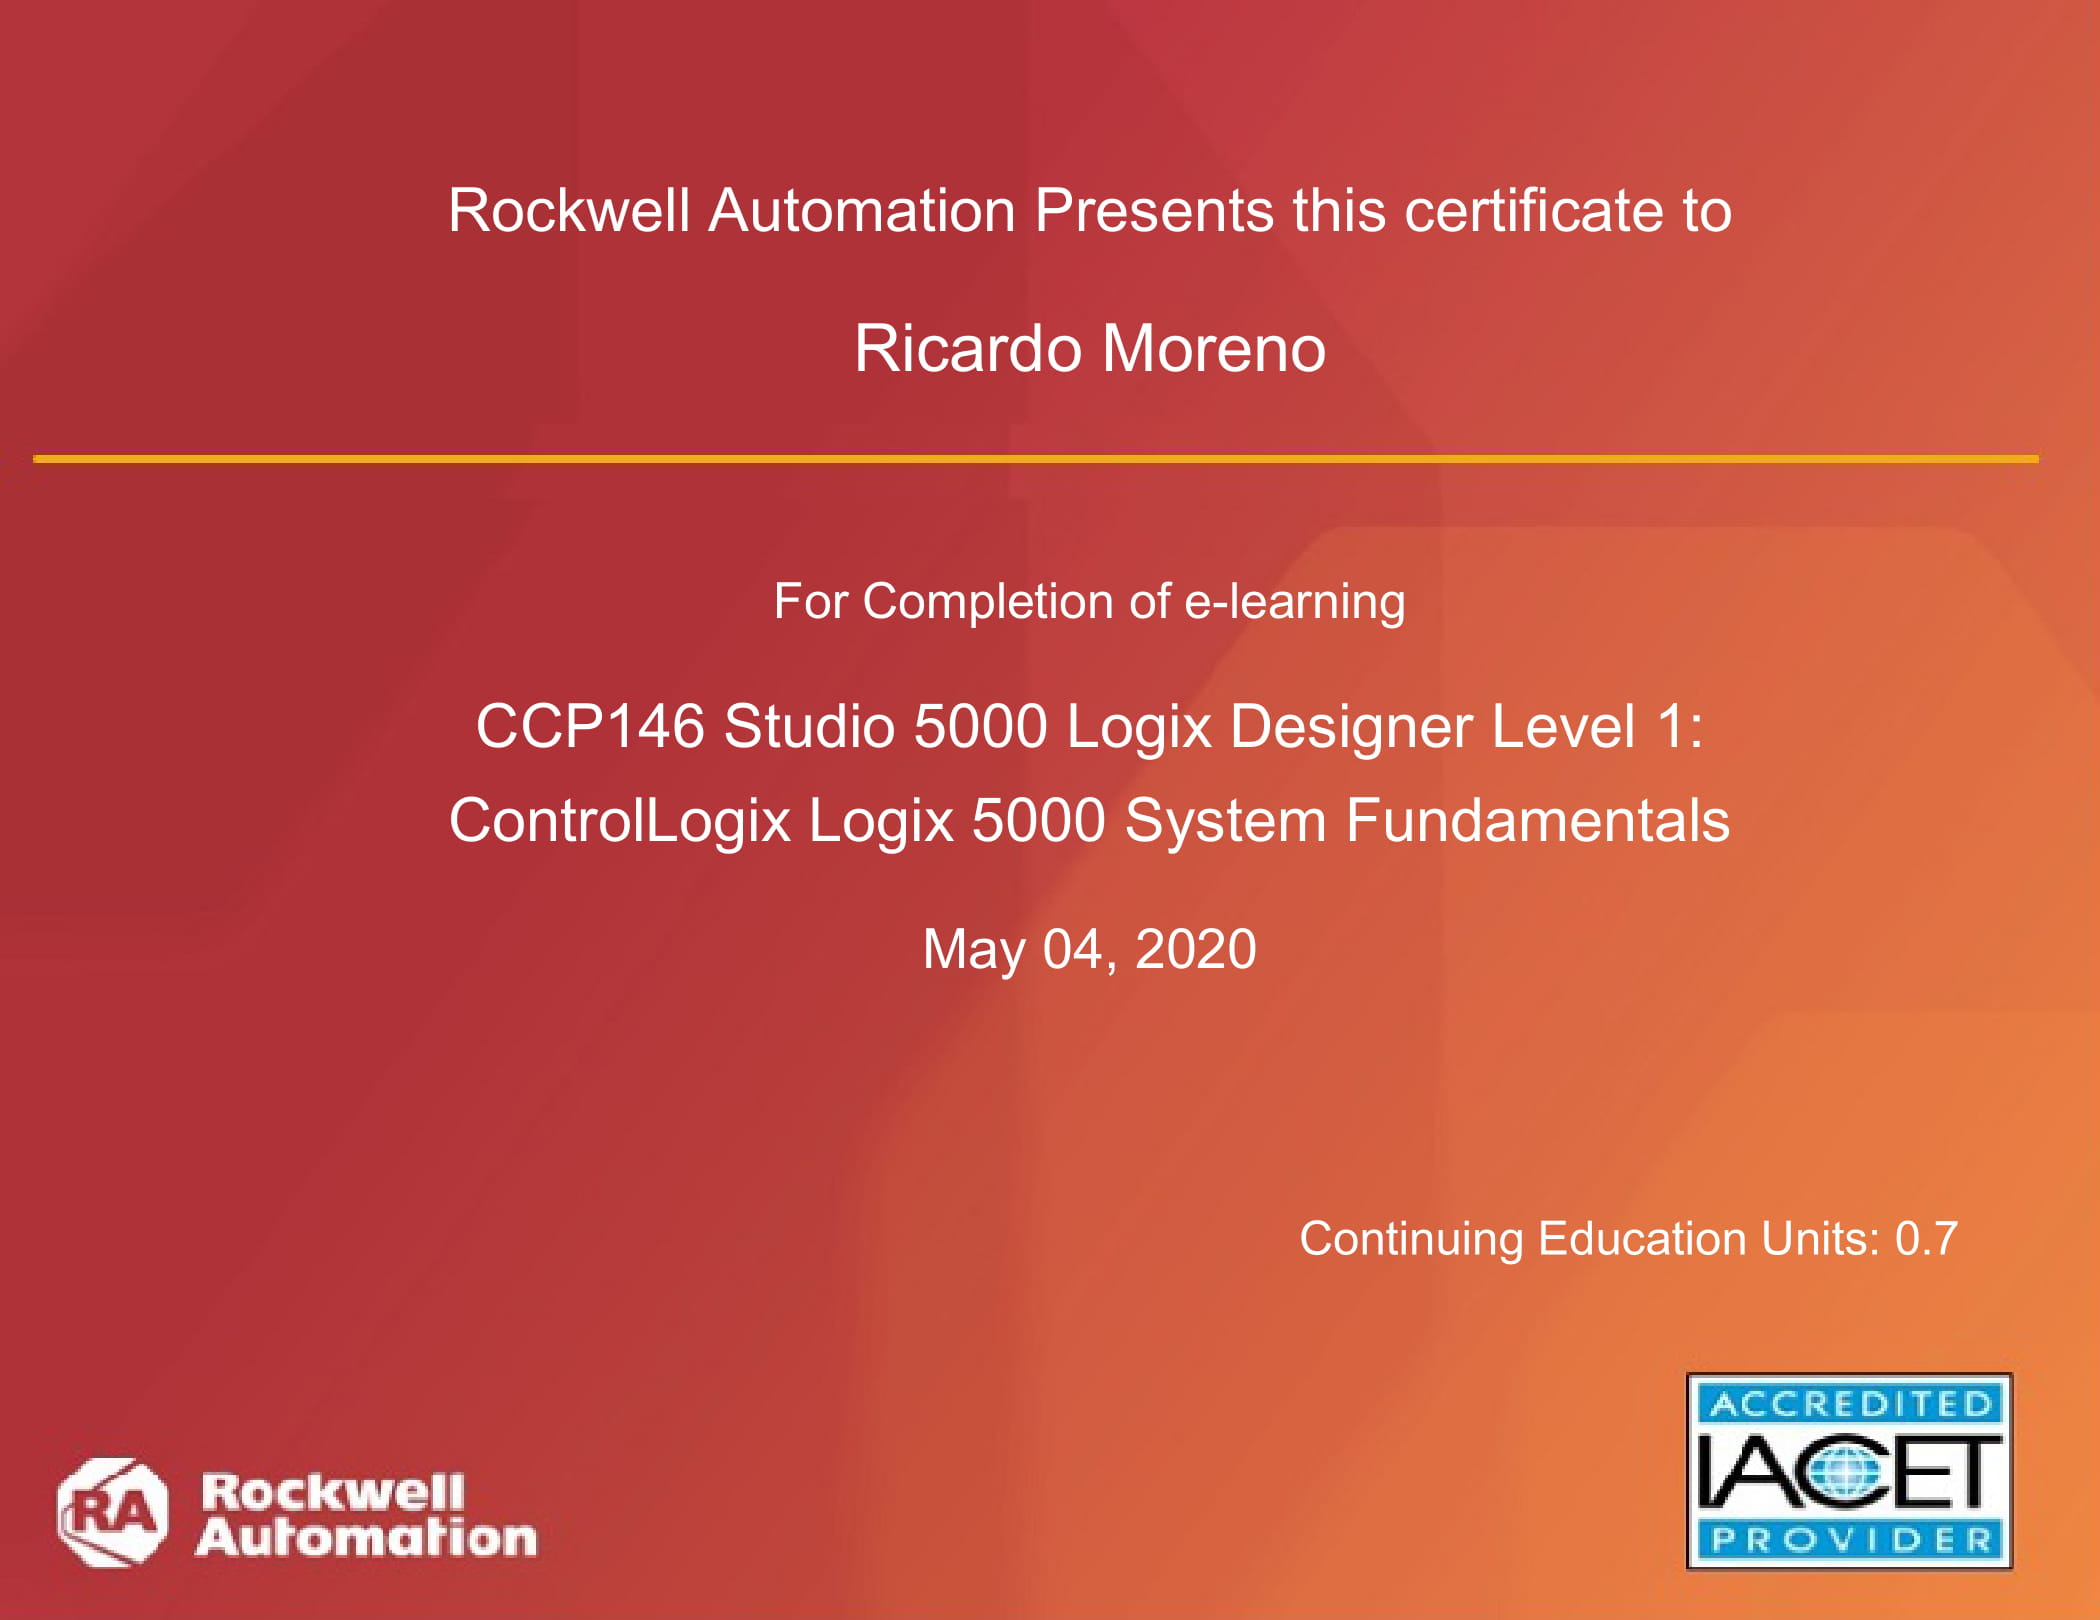 Rockwell Automation Presents this certificate to
Ricardo Moreno
For Completion of e-learning
CCP146 Studio 5000 Logix Designer Level 1:
ControlLogix Logix 5000 System Fundamentals
May 04, 2020
Continuing Education Units: 0.7
ACCREDITED
IACET
PROVIDER
RA
Rockwell
Automation